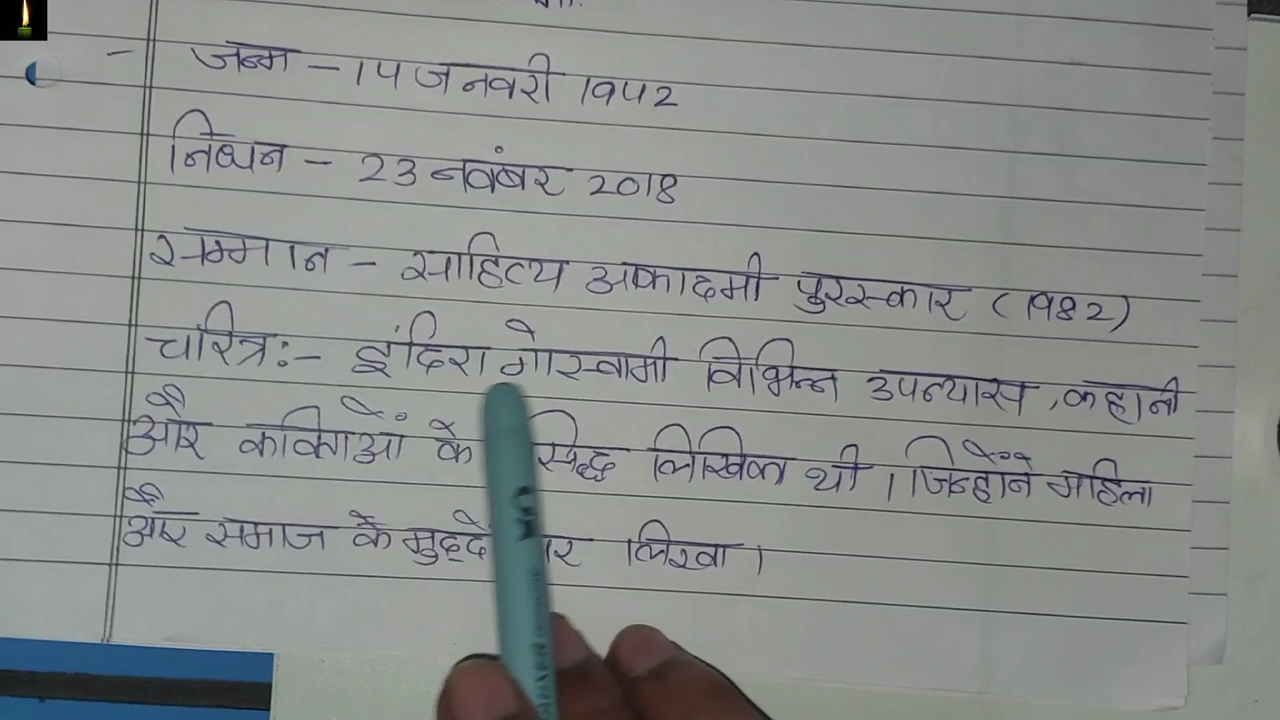 - जन्म - 14 जनवरी 1942
निधन - 23 नवंबर 2018
सम्मान - साहित्य अकादमी पुरस्कार (1982)
चरित्र:- इंदिरा गोस्वामी विभिन्न उपन्यास, कहानी
और कविताओं के सिद्ध लिखिका थी। जिन्होंने महिला
और समाज के मुद्दे पर लिखा।